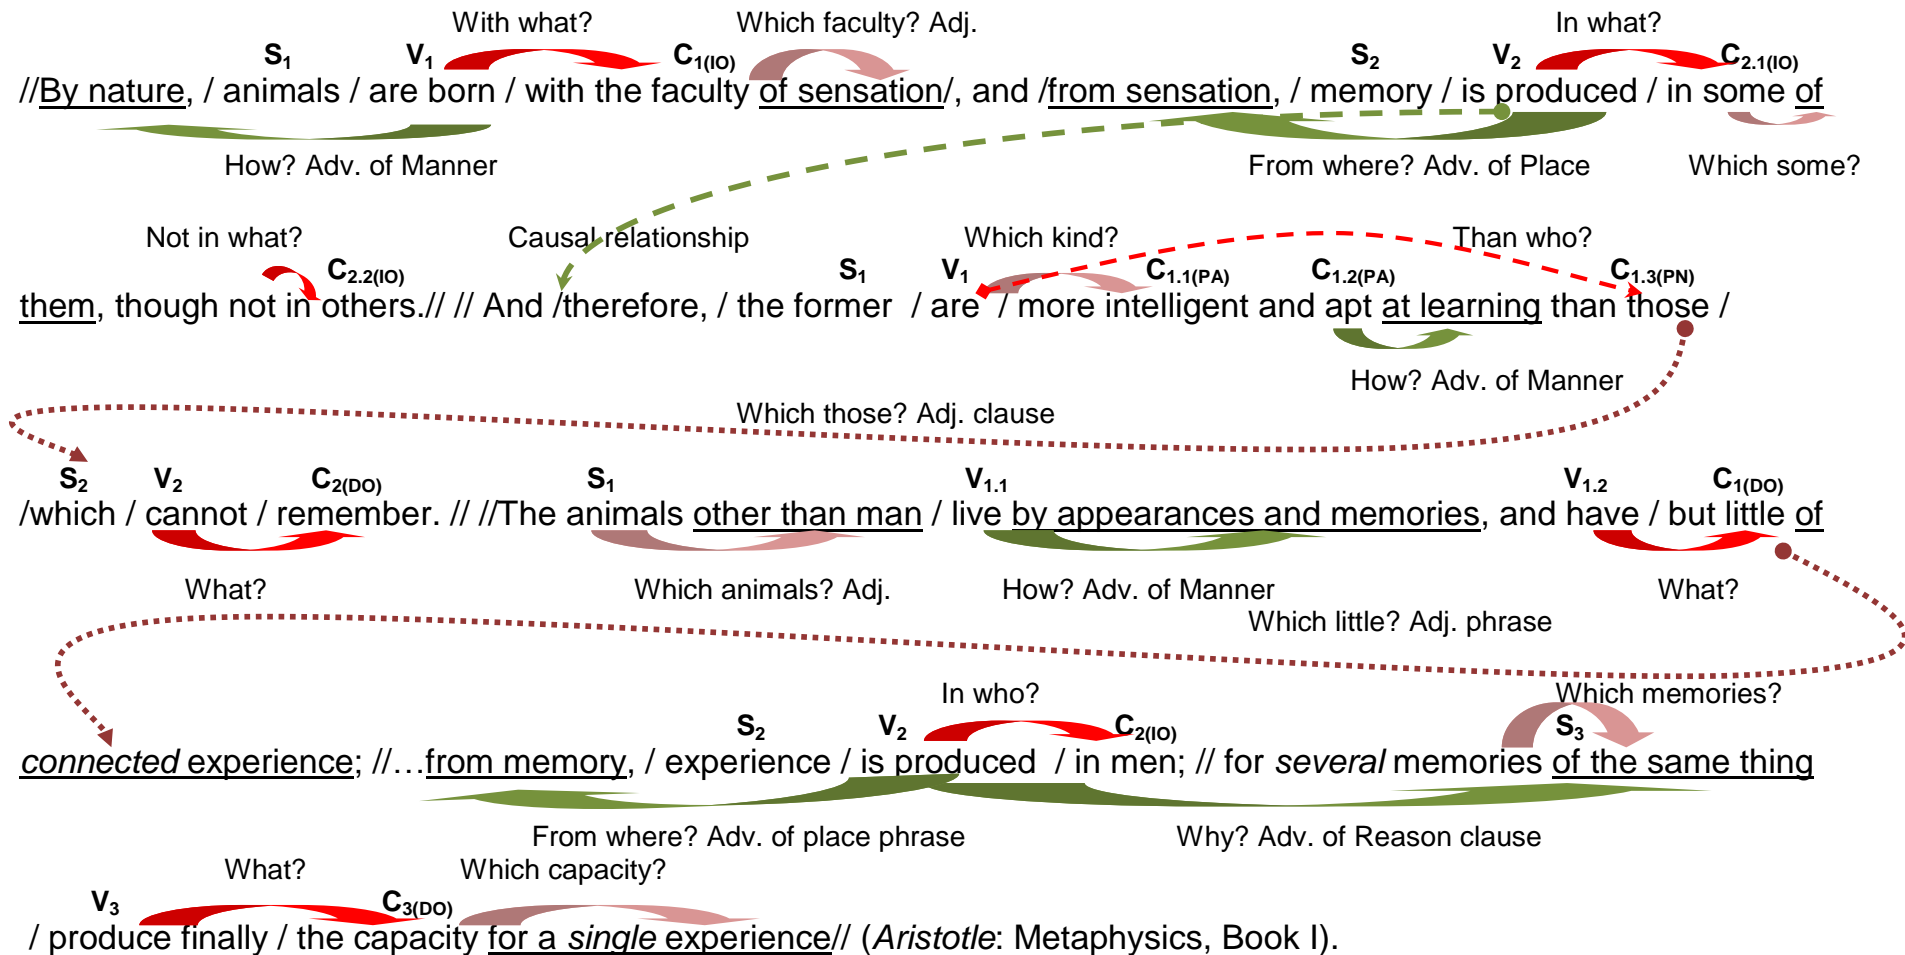 With what? Which faculty? Adj. In what?
S1 V1 C1(IO) S2 V2 C2.1(IO)
//By nature, / animals / are born / with the faculty of sensation/, and /from sensation, / memory / is produced / in some of
How? Adv. of Manner From where? Adv. of Place Which some?
Not in what? Causal relationship Which kind? Than who?
C2.2(IO) S1 V1 C1.1(PA) C1.2(PA) C1.3(PN)
them, though not in others.// // And /therefore, / the former / are / more intelligent and apt at learning than those /
How? Adv. of Manner
Which those? Adj. clause
S2 V2 C2(DO) S1 V1.1 V1.2 C1(DO)
/which / cannot / remember. // //The animals other than man / live by appearances and memories, and have / but little of
What? Which animals? Adj. How? Adv. of Manner What?
Which little? Adj. phrase
In who? Which memories?
S2 V2 C2(IO) S3
connected experience; //…from memory, / experience / is produced / in men; // for several memories of the same thing
From where? Adv. of place phrase Why? Adv. of Reason clause
What? Which capacity?
V3 C3(DO)
/ produce finally / the capacity for a single experience// (Aristotle: Metaphysics, Book I).